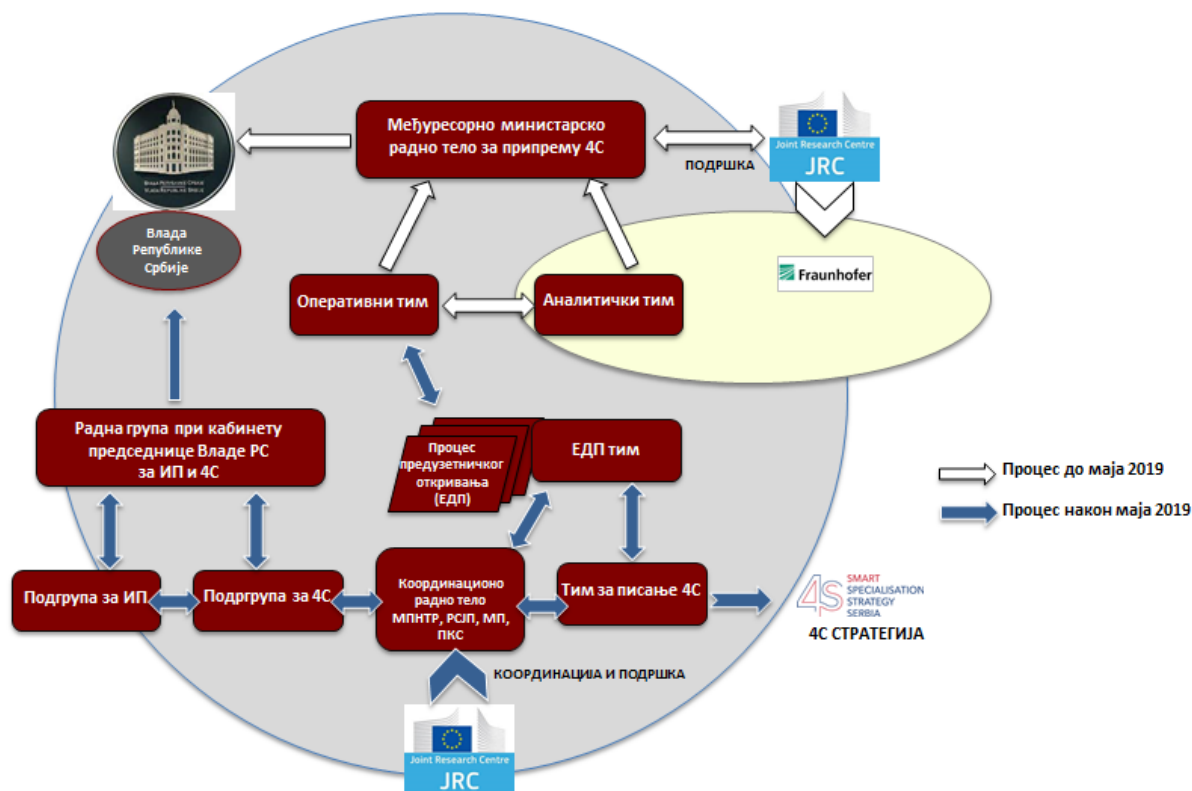 Међуресорно министарско
радно тело за припрему 4С
ПОДРШКА
Joint Research Centre
JRC
Влада
Републике
Србије
Fraunhofer
Оперативни тим
Аналитички тим
Радна група при кабинету
председнице Владе РС
за ИП и 4С
Процес
предузетничког
откривања
(ЕДП)
ЕДП тим
Процес до маја 2019
Процес након маја 2019
Подгрупа за ИП
Подргрупа за 4С
Координационо
радно тело
МПНТР, РСЈП, МП,
ПКС
Тим за писање 4С
4S
SMART
SPECIALISATION
STRATEGY
SERBIA
4С СТРАТЕГИЈА
КООРДИНАЦИЈА И ПОДРШКА
Joint Research Centre
JRC